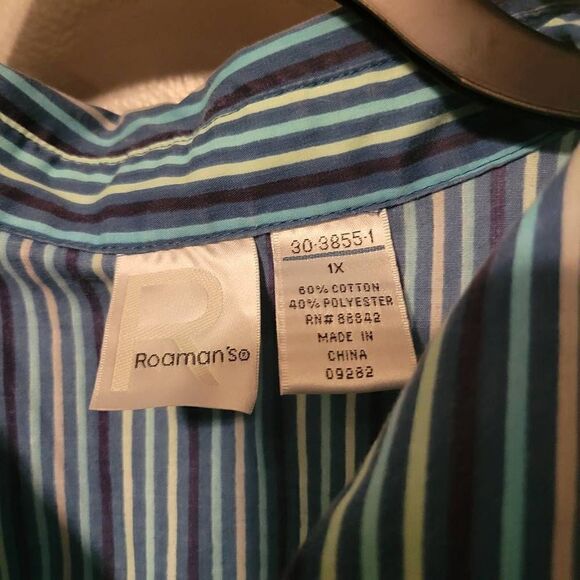 R
Roaman's®
30-3855-1
1X
60% COTTON
40% POLYESTER
RN# 86842
MADE IN
CHINA
09282